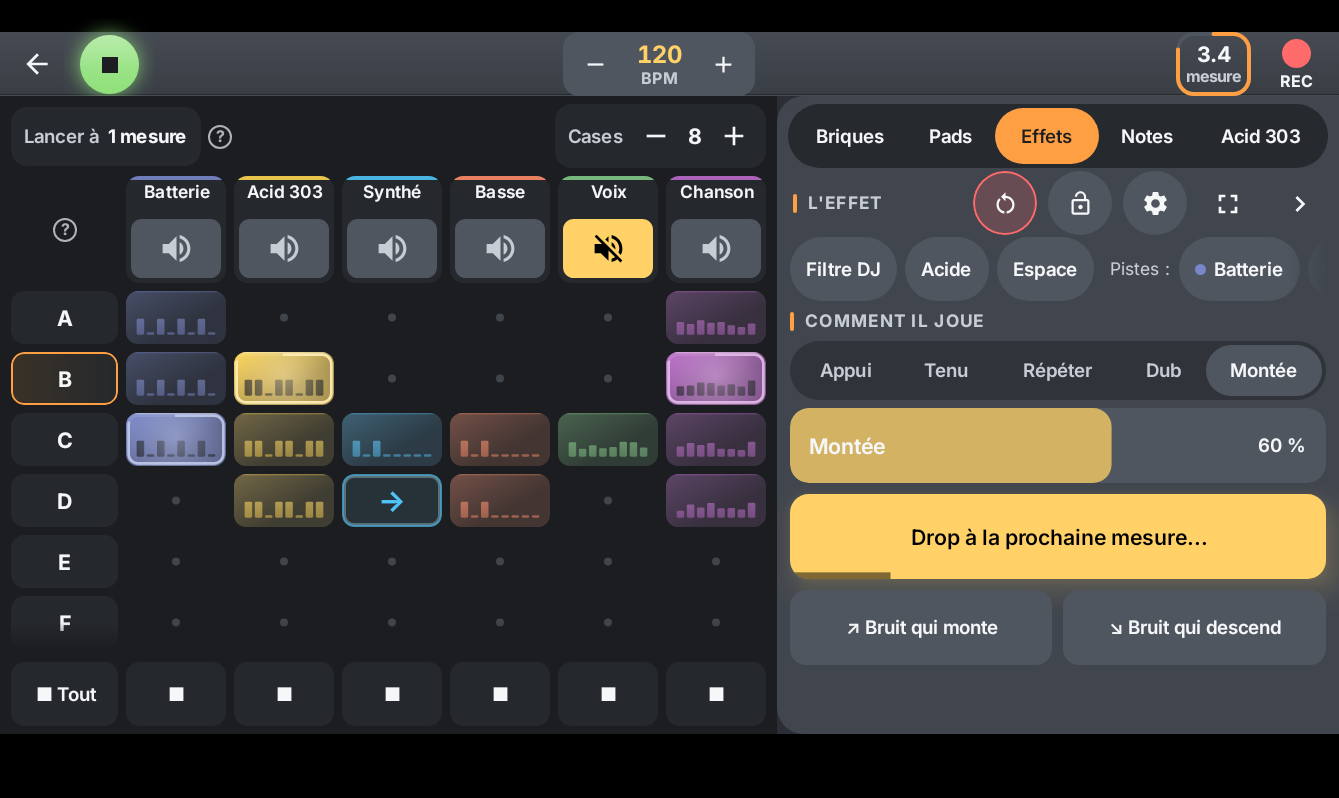 120
BPM
3.4
mesure
REC
Lancer à 1 mesure
?
Cases 8
Batterie Acid 303 Synthé Basse Voix Chanson
?
A
B
C
D
E
F
Tout
Briques Pads Effets Notes Acid 303
L'EFFET
Filtre DJ Acide Espace Pistes : Batterie
COMMENT IL JOUE
Appui Tenu Répéter Dub Montée
Montée 60 %
Drop à la prochaine mesure...
Bruit qui monte Bruit qui descend